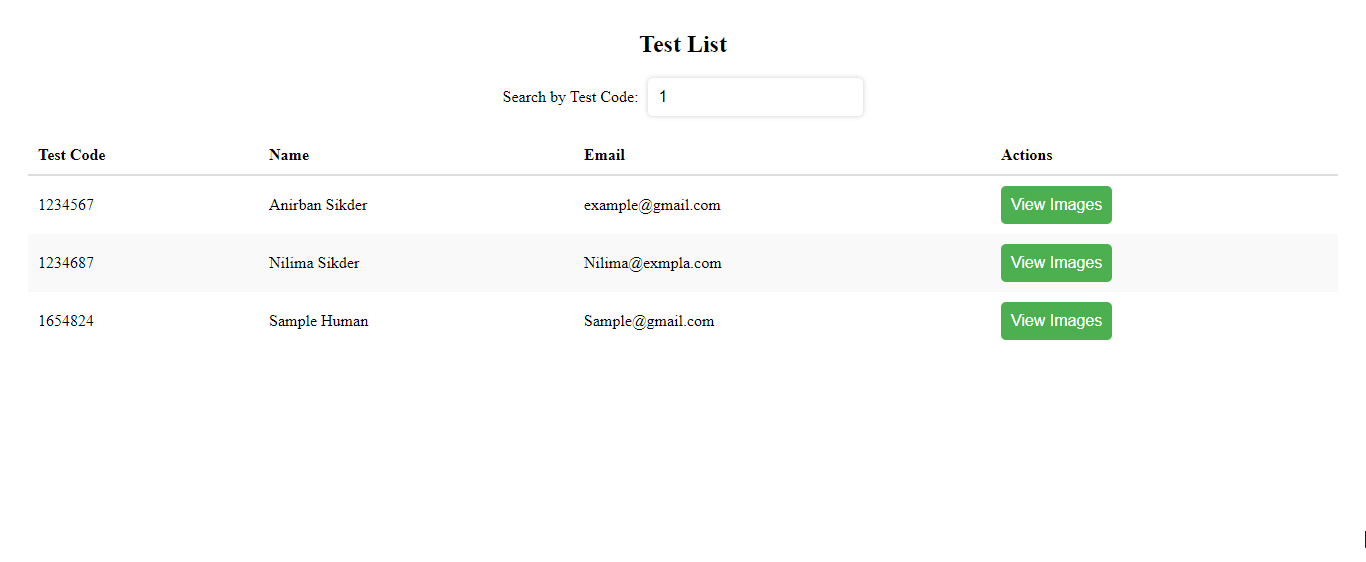 Test List
Search by Test Code: 1
Test Code Name Email Actions
1234567 Anirban Sikder example@gmail.com View Images
1234687 Nilima Sikder Nilima@exmpla.com View Images
1654824 Sample Human Sample@gmail.com View Images